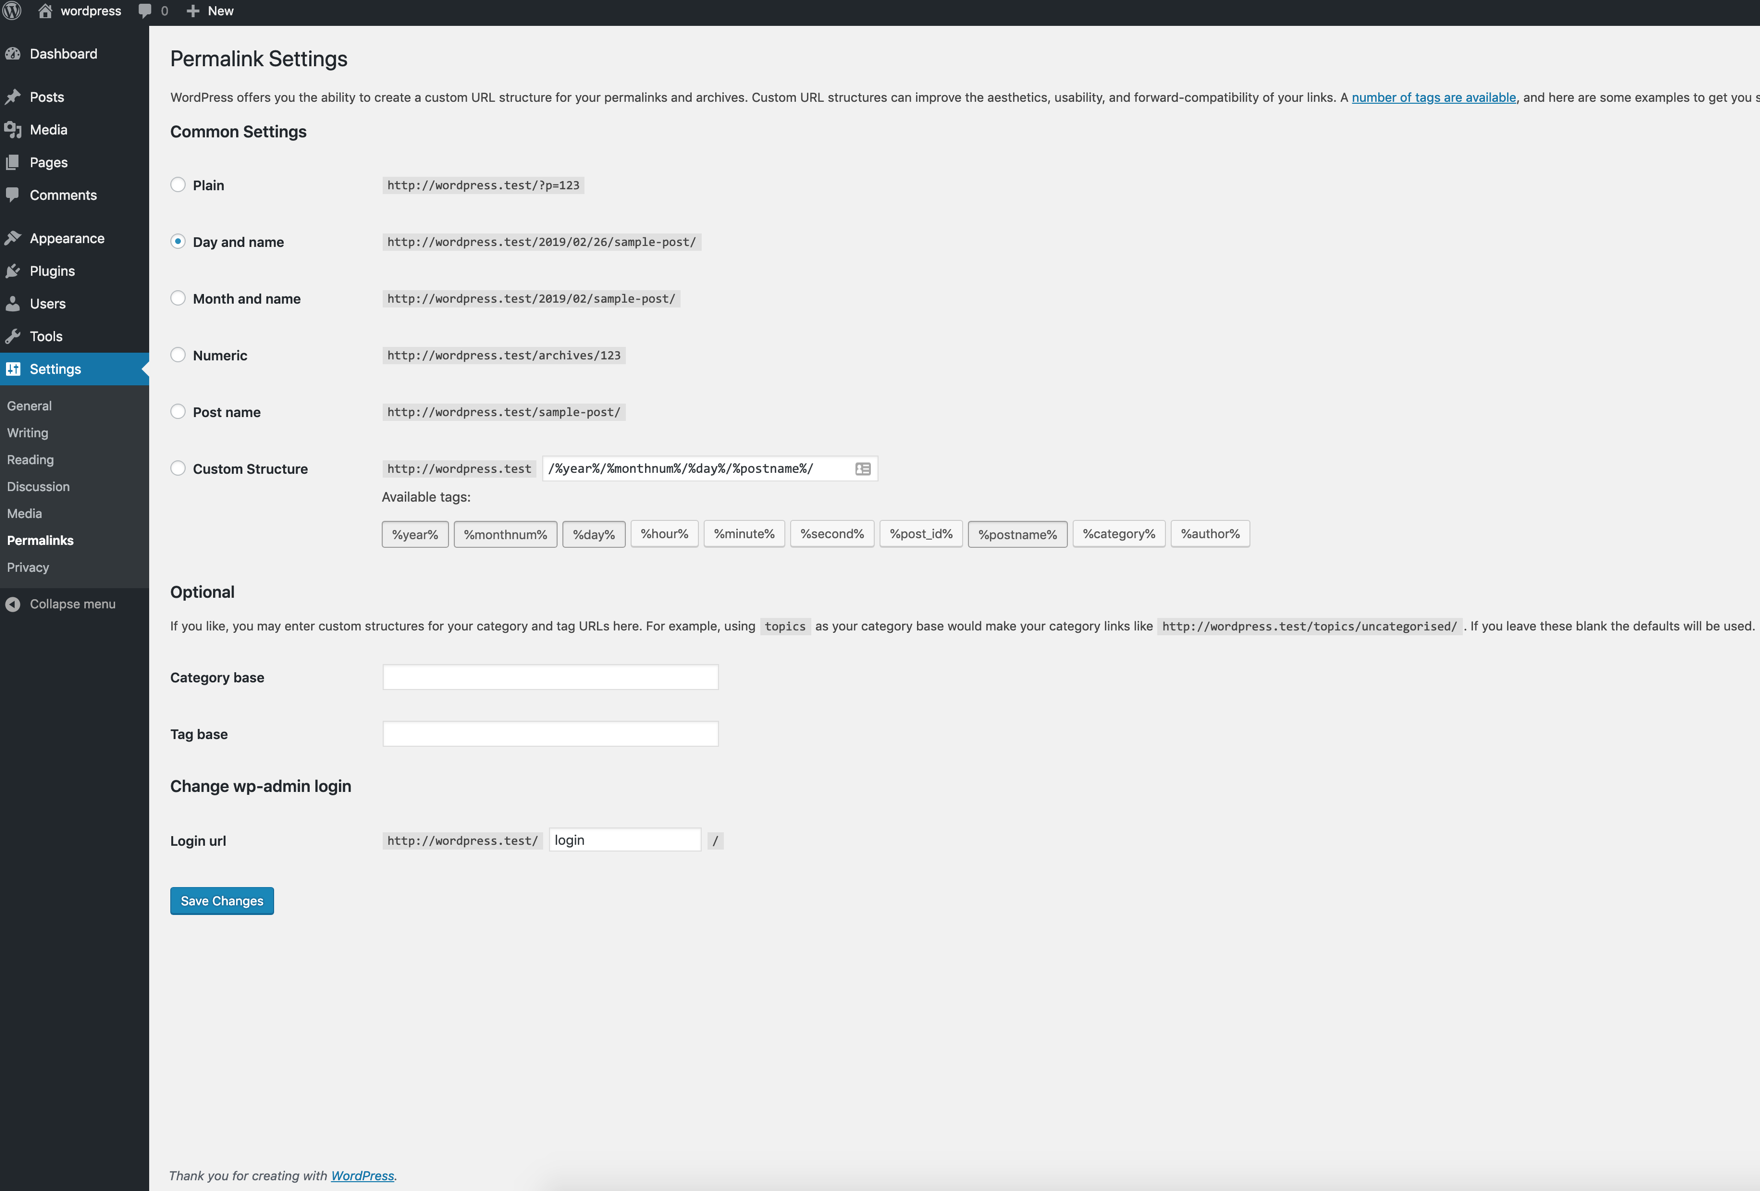 wordpress 0 New
Dashboard
Posts
Media
Pages
Comments
Appearance
Plugins
Users
Tools
Settings
General
Writing
Reading
Discussion
Media
Permalinks
Privacy
Collapse menu
Permalink Settings
WordPress offers you the ability to create a custom URL structure for your permalinks and archives. Custom URL structures can improve the aesthetics, usability, and forward-compatibility of your links. A number of tags are available, and here are some examples to get you s
Common Settings
Plain http://wordpress.test/?p=123
Day and name http://wordpress.test/2019/02/26/sample-post/
Month and name http://wordpress.test/2019/02/sample-post/
Numeric http://wordpress.test/archives/123
Post name http://wordpress.test/sample-post/
Custom Structure http://wordpress.test /%year%/%monthnum%/%day%/%postname%/
Available tags:
%year% %monthnum% %day% %hour% %minute% %second% %post_id% %postname% %category% %author%
Optional
If you like, you may enter custom structures for your category and tag URLs here. For example, using topics as your category base would make your category links like http://wordpress.test/topics/uncategorised/ . If you leave these blank the defaults will be used.
Category base
Tag base
Change wp-admin login
Login url http://wordpress.test/ login /
Save Changes
Thank you for creating with WordPress.